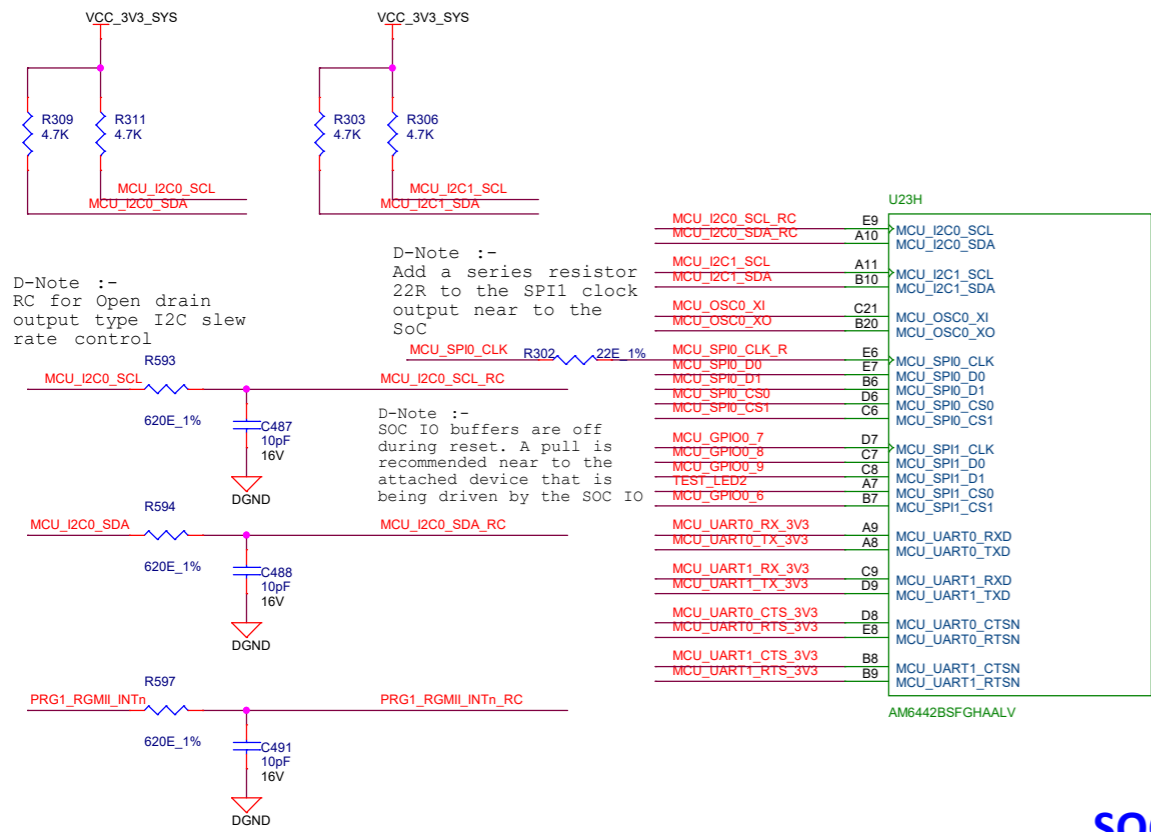 VCC_3V3_SYS
R309
4.7K
R311
4.7K
MCU_I2C0_SCL
MCU_I2C0_SDA
VCC_3V3_SYS
R303
4.7K
R306
4.7K
MCU_I2C1_SCL
MCU_I2C1_SDA
D-Note :-
RC for Open drain
output type I2C slew
rate control
D-Note :-
Add a series resistor
22R to the SPI1 clock
output near to the
SoC
MCU_SPI0_CLK
R302
22E_1%
R593
MCU_I2C0_SCL
MCU_I2C0_SCL_RC
620E_1%
C487
10pF
16V
DGND
D-Note :-
SOC IO buffers are off
during reset. A pull is
recommended near to the
attached device that is
being driven by the SOC IO
R594
MCU_I2C0_SDA
MCU_I2C0_SDA_RC
620E_1%
C488
10pF
16V
DGND
R597
PRG1_RGMII_INTn
PRG1_RGMII_INTn_RC
620E_1%
C491
10pF
16V
DGND
U23H
MCU_I2C0_SCL_RC E9 MCU_I2C0_SCL
MCU_I2C0_SDA_RC A10 MCU_I2C0_SDA
MCU_I2C1_SCL A11 MCU_I2C1_SCL
MCU_I2C1_SDA B10 MCU_I2C1_SDA
MCU_OSC0_XI C21 MCU_OSC0_XI
MCU_OSC0_XO B20 MCU_OSC0_XO
MCU_SPI0_CLK_R E6 MCU_SPI0_CLK
MCU_SPI0_D0 E7 MCU_SPI0_D0
MCU_SPI0_D1 B6 MCU_SPI0_D1
MCU_SPI0_CS0 D6 MCU_SPI0_CS0
MCU_SPI0_CS1 C6 MCU_SPI0_CS1
MCU_GPIO0_7 D7 MCU_SPI1_CLK
MCU_GPIO0_8 C7 MCU_SPI1_D0
MCU_GPIO0_9 C8 MCU_SPI1_D1
TEST_LED2 A7 MCU_SPI1_CS0
MCU_GPIO0_6 B7 MCU_SPI1_CS1
MCU_UART0_RX_3V3 A9 MCU_UART0_RXD
MCU_UART0_TX_3V3 A8 MCU_UART0_TXD
MCU_UART1_RX_3V3 C9 MCU_UART1_RXD
MCU_UART1_TX_3V3 D9 MCU_UART1_TXD
MCU_UART0_CTS_3V3 D8 MCU_UART0_CTSN
MCU_UART0_RTS_3V3 E8 MCU_UART0_RTSN
MCU_UART1_CTS_3V3 B8 MCU_UART1_CTSN
MCU_UART1_RTS_3V3 B9 MCU_UART1_RTSN
AM6442BSFGHAALV